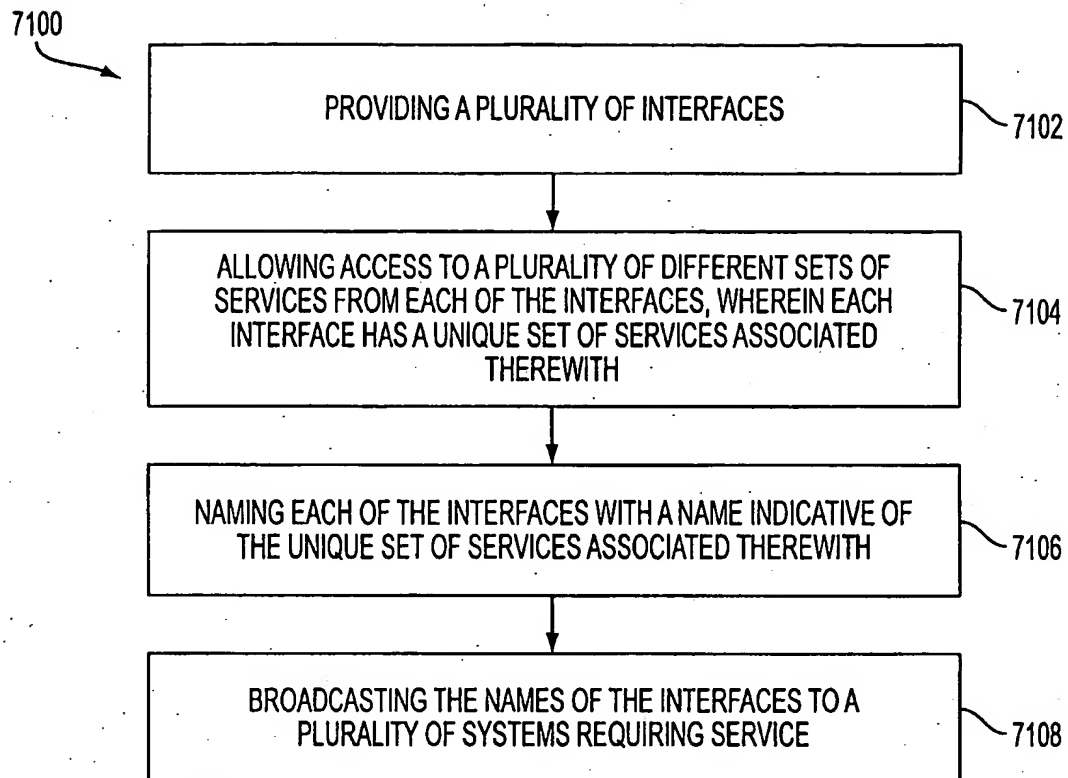 7100
PROVIDING A PLURALITY OF INTERFACES
7102
ALLOWING ACCESS TO A PLURALITY OF DIFFERENT SETS OF
SERVICES FROM EACH OF THE INTERFACES, WHEREIN EACH
INTERFACE HAS A UNIQUE SET OF SERVICES ASSOCIATED
THEREWITH
7104
NAMING EACH OF THE INTERFACES WITH A NAME INDICATIVE OF
THE UNIQUE SET OF SERVICES ASSOCIATED THEREWITH
7106
BROADCASTING THE NAMES OF THE INTERFACES TO A
PLURALITY OF SYSTEMS REQUIRING SERVICE
7108